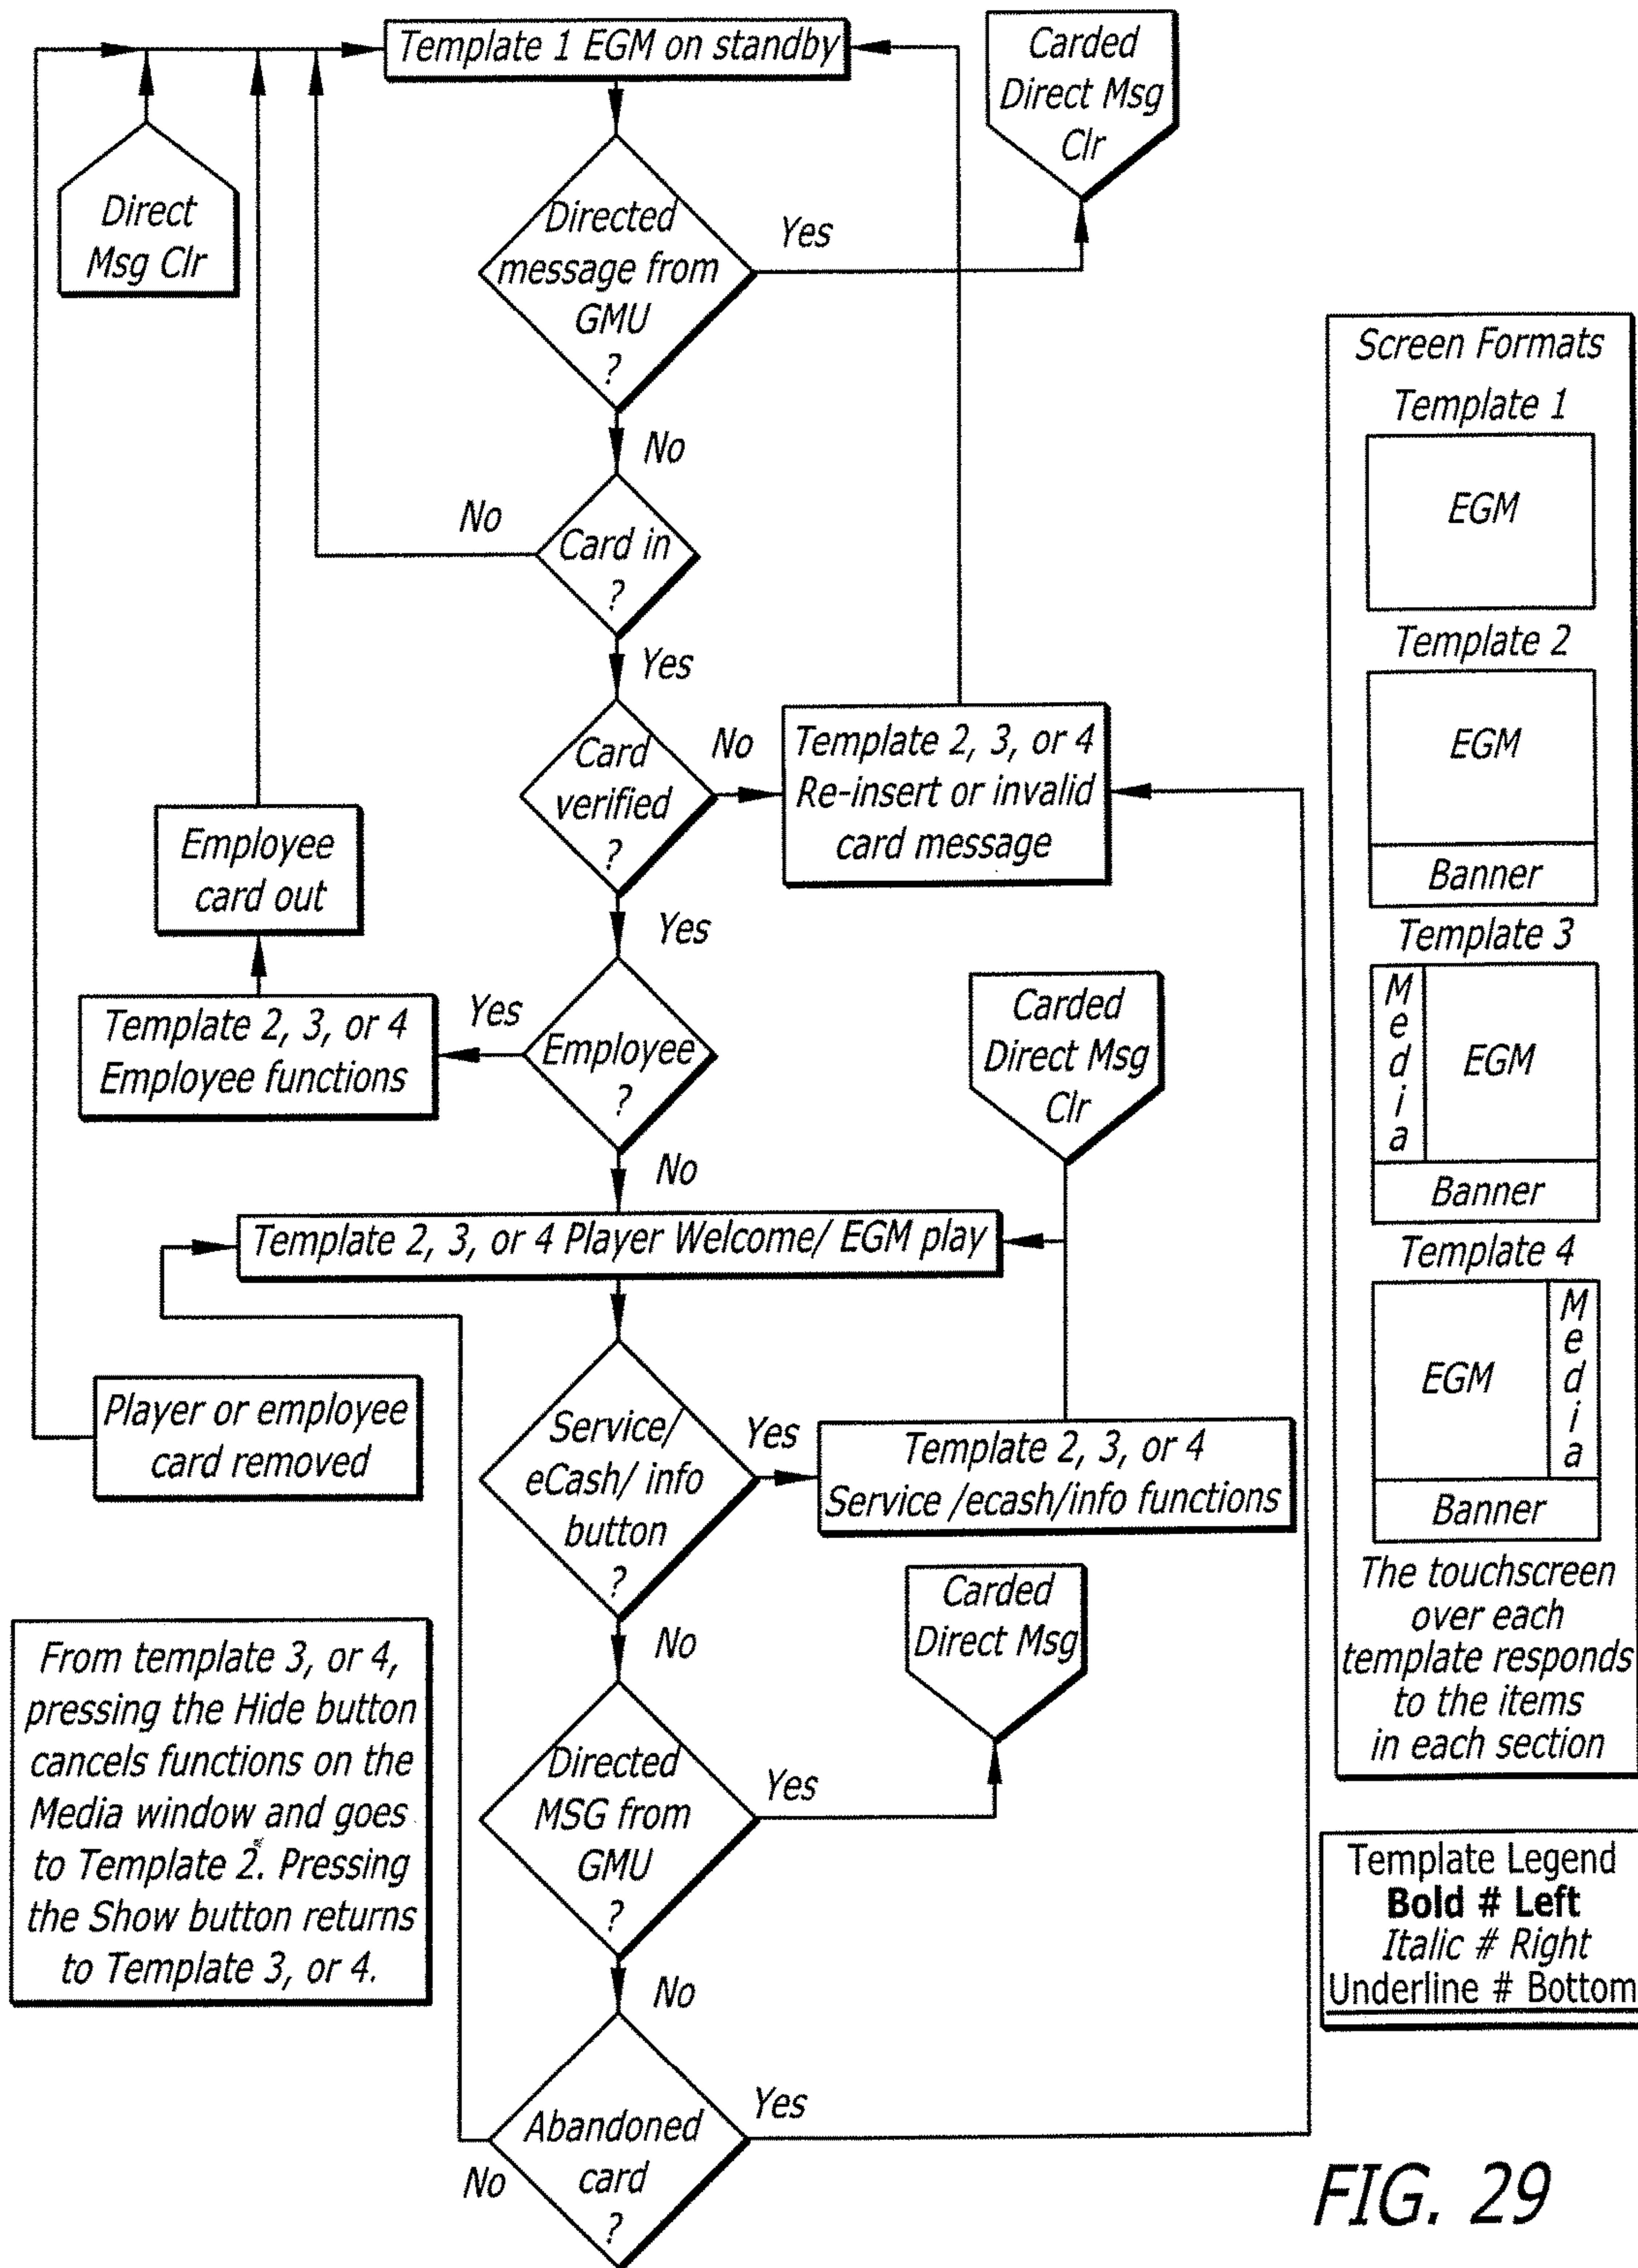 Template 1 EGM on standby
Carded
Direct Msg
Clr
Direct
Msg Clr
Directed
message from
GMU
?
Yes
No
Card in
?
No
Yes
Card
verified
?
No
Template 2, 3, or 4
Re-insert or invalid
card message
Yes
Employee
card out
Template 2, 3, or 4
Employee functions
Yes
Employee
?
No
Carded
Direct Msg
Clr
Template 2, 3, or 4 Player Welcome/ EGM play
Player or employee
card removed
Service/
eCash/ info
button
?
Yes
Template 2, 3, or 4
Service /ecash/info functions
No
Carded
Direct Msg
Directed
MSG from
GMU
?
Yes
No
Abandoned
card
?
Yes
No
From template 3, or 4,
pressing the Hide button
cancels functions on the
Media window and goes
to Template 2. Pressing
the Show button returns
to Template 3, or 4.
Screen Formats
Template 1
EGM
Template 2
EGM
Banner
Template 3
Media
EGM
Banner
Template 4
EGM
Media
Banner
The touchscreen
over each
template responds
to the items
in each section
Template Legend
Bold # Left
Italic # Right
Underline # Bottom
FIG. 29